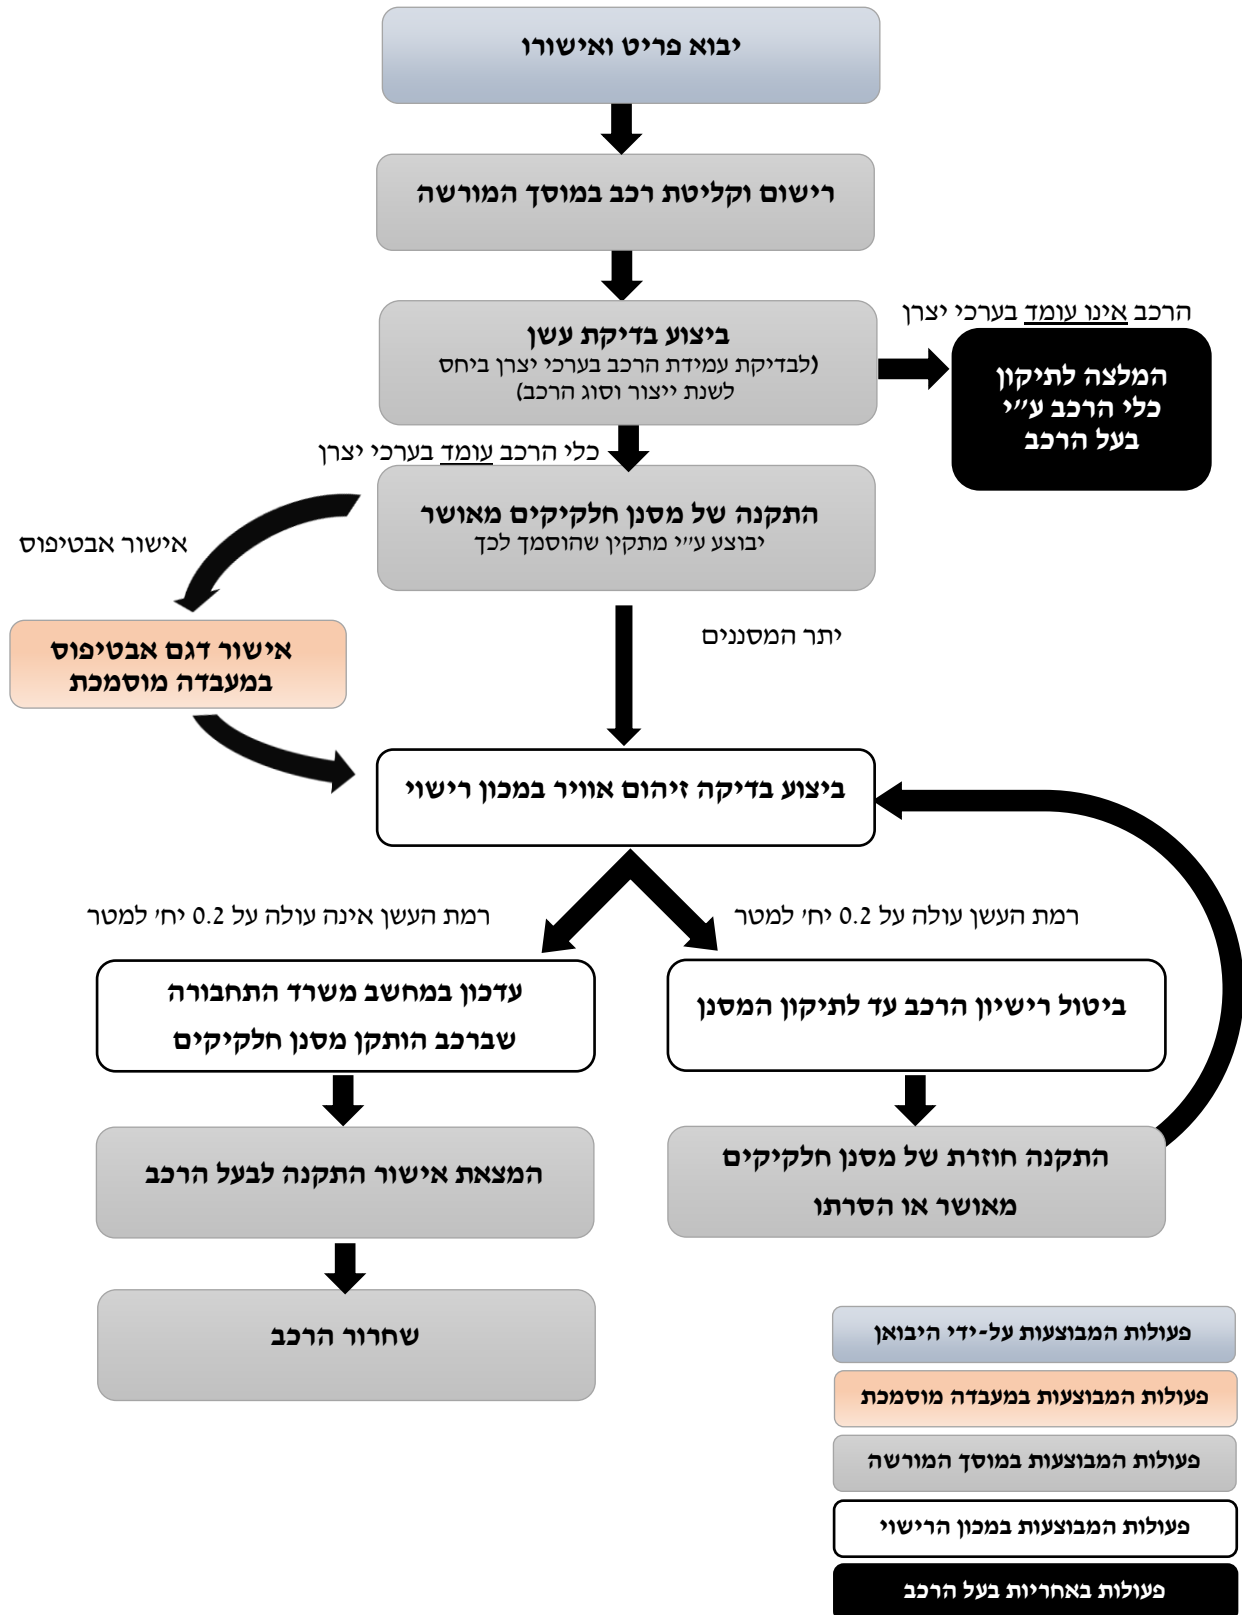 יבוא פריט ואישורו
רישום וקליטת רכב במוסך המורשה
הרכב אינו עומד בערכי יצרן
ביצוע בדיקת עשן
(לבדיקת עמידת הרכב בערכי יצרן ביחס
לשנת ייצור וסוג הרכב)
המלצה לתיקון
כלי הרכב ע״י
בעל הרכב
כלי הרכב עומד בערכי יצרן
התקנה של מסנן חלקיקים מאושר
יבוצע ע״י מתקין שהוסמך לכך
אישור אבטיפוס
יתר המסננים
אישור דגם אבטיפוס
במעבדה מוסמכת
ביצוע בדיקה זיהום אוויר במכון רישוי
רמת העשן עולה על 0.2 יח׳ למטר
רמת העשן אינה עולה על 0.2 יח׳ למטר
ביטול רישיון הרכב עד לתיקון המסנן
עדכון במחשב משרד התחבורה
שברכב הותקן מסנן חלקיקים
התקנה חוזרת של מסנן חלקיקים
מאושר או הסרתו
המצאת אישור התקנה לבעל הרכב
שחרור הרכב
פעולות המבוצעות על-ידי היבואן
פעולות המבוצעות במעבדה מוסמכת
פעולות המבוצעות במוסך המורשה
פעולות המבוצעות במכון הרישוי
פעולות באחריות בעל הרכב